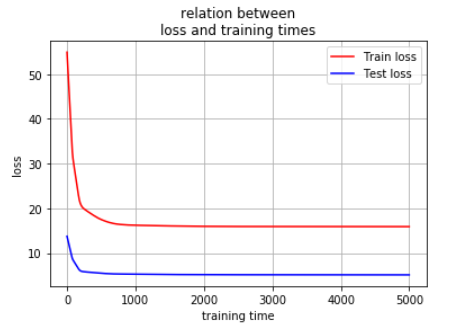 relation between
loss and training times
Train loss
Test loss
loss
50
40
30
20
10
0
1000
2000
3000
4000
5000
training time